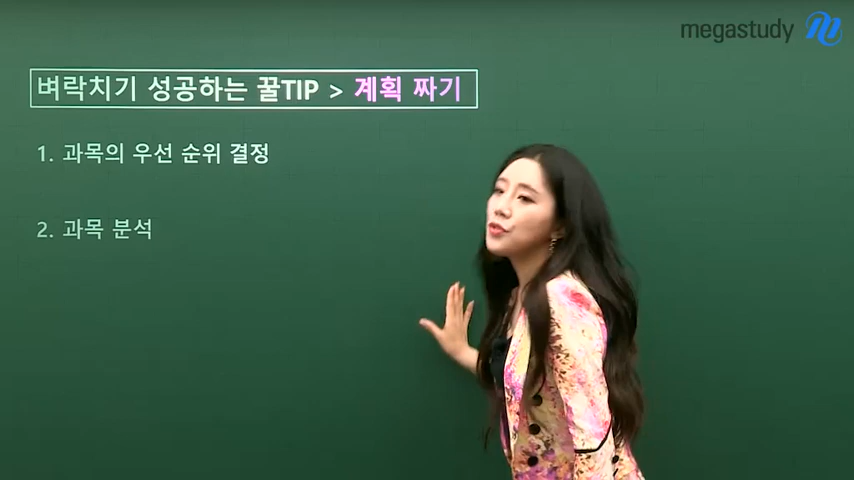 megastudy
벼락치기 성공하는 꿀TIP > 계획 짜기
1. 과목의 우선 순위 결정
2. 과목 분석